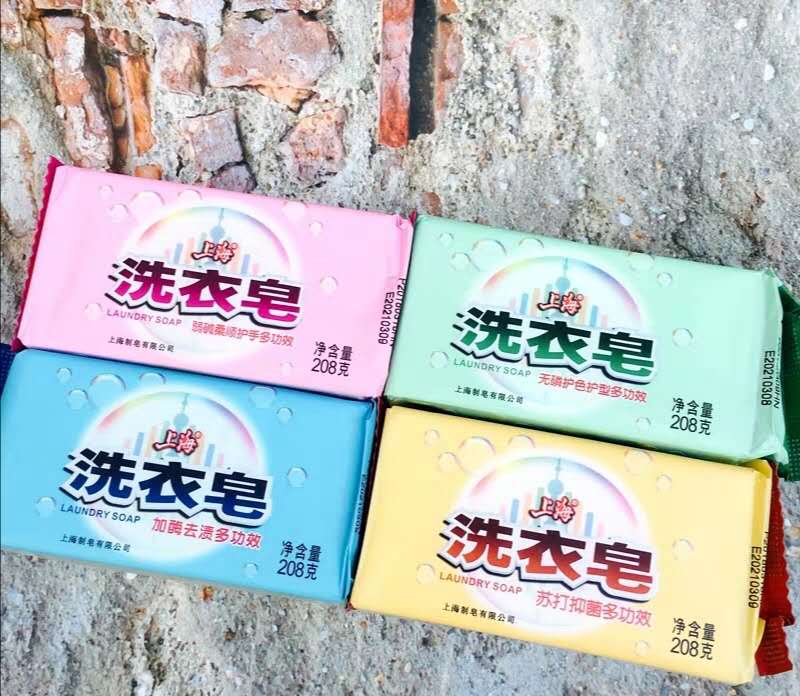 上海
洗衣皂
LAUNDRY SOAP
弱碱柔顺护手多功效
上海制皂有限公司
净含量
208克
E20210309
上海
洗衣皂
LAUNDRY SOAP
无磷护色护型多功效
上海制皂有限公司
净含量
208克
E20210308
上海
洗衣皂
LAUNDRY SOAP
加酶去渍多功效
上海制皂有限公司
净含量
208克
上海
洗衣皂
LAUNDRY SOAP
苏打抑菌多功效
上海制皂有限公司
净含量
208克
E20210309